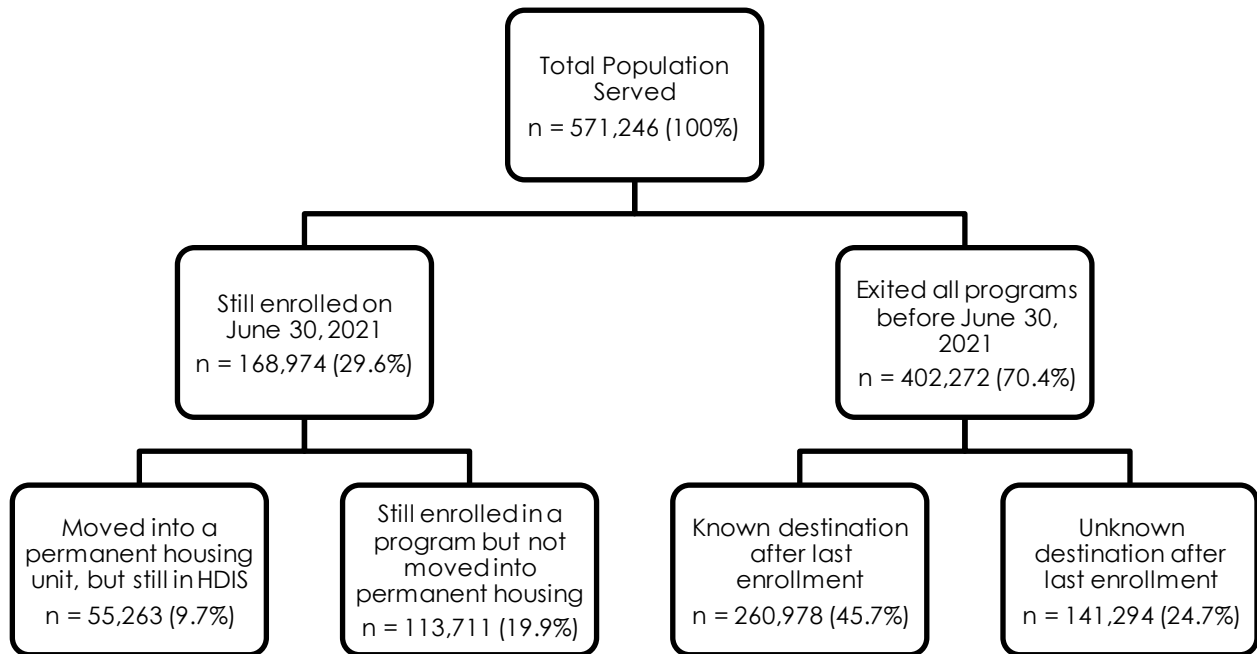 Total Population
Served
n = 571,246 (100%)
Still enrolled on
June 30, 2021
n = 168,974 (29.6%)
Exited all programs
before June 30,
2021
n = 402,272 (70.4%)
Moved into a
permanent housing
unit, but still in HDIS
n = 55,263 (9.7%)
Still enrolled in a
program but not
moved into
permanent housing
n = 113,711 (19.9%)
Known destination
after last
enrollment
n = 260,978 (45.7%)
Unknown
destination after
last enrollment
n = 141,294 (24.7%)